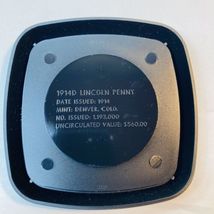 1914D LINCOLN PENNY
DATE ISSUED: 1914
MINT: DENVER, COLO.
NO. ISSUED: 1,193,000
UNCIRCULATED VALUE: $560.00